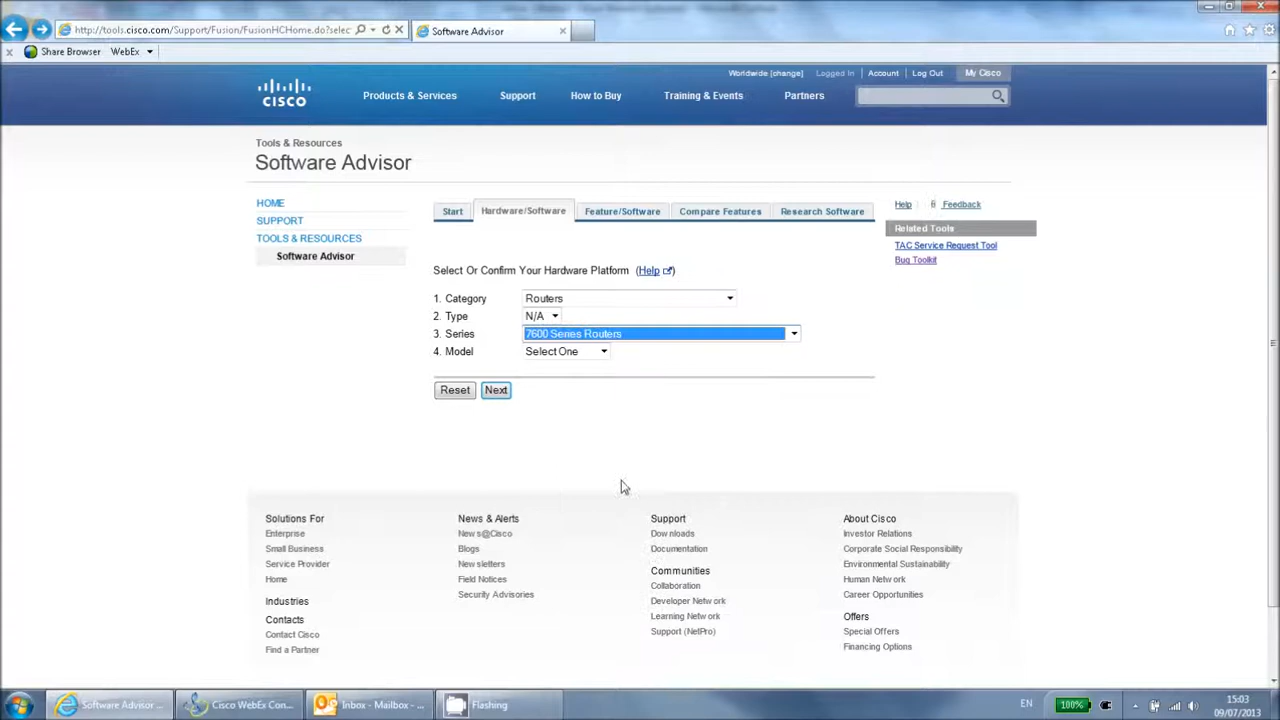 http://tools.cisco.com/Support/Fusion/FusionHCHome.do?selec
Software Advisor
Share Browser WebEx
Worldwide [change] Logged In Account Log Out My Cisco
CISCO
Products & Services Support How to Buy Training & Events Partners
Tools & Resources
Software Advisor
HOME
SUPPORT
TOOLS & RESOURCES
Software Advisor
Start Hardware/Software Feature/Software Compare Features Research Software
Help Feedback
Related Tools
TAC Service Request Tool
Bug Toolkit
Select Or Confirm Your Hardware Platform (Help)
1. Category Routers
2. Type N/A
3. Series 7600 Series Routers
4. Model Select One
Reset Next
Solutions For
Enterprise
Small Business
Service Provider
Home
Industries
Contacts
Contact Cisco
Find a Partner
News & Alerts
News@Cisco
Blogs
Newsletters
Field Notices
Security Advisories
Support
Downloads
Documentation
Communities
Collaboration
Developer Network
Learning Network
Support (NetPro)
About Cisco
Investor Relations
Corporate Social Responsibility
Environmental Sustainability
Human Network
Career Opportunities
Offers
Special Offers
Financing Options
Software Advisor ... Cisco WebEx Con... Inbox - Mailbox - ... Flashing
EN 100% 15:03
09/07/2013